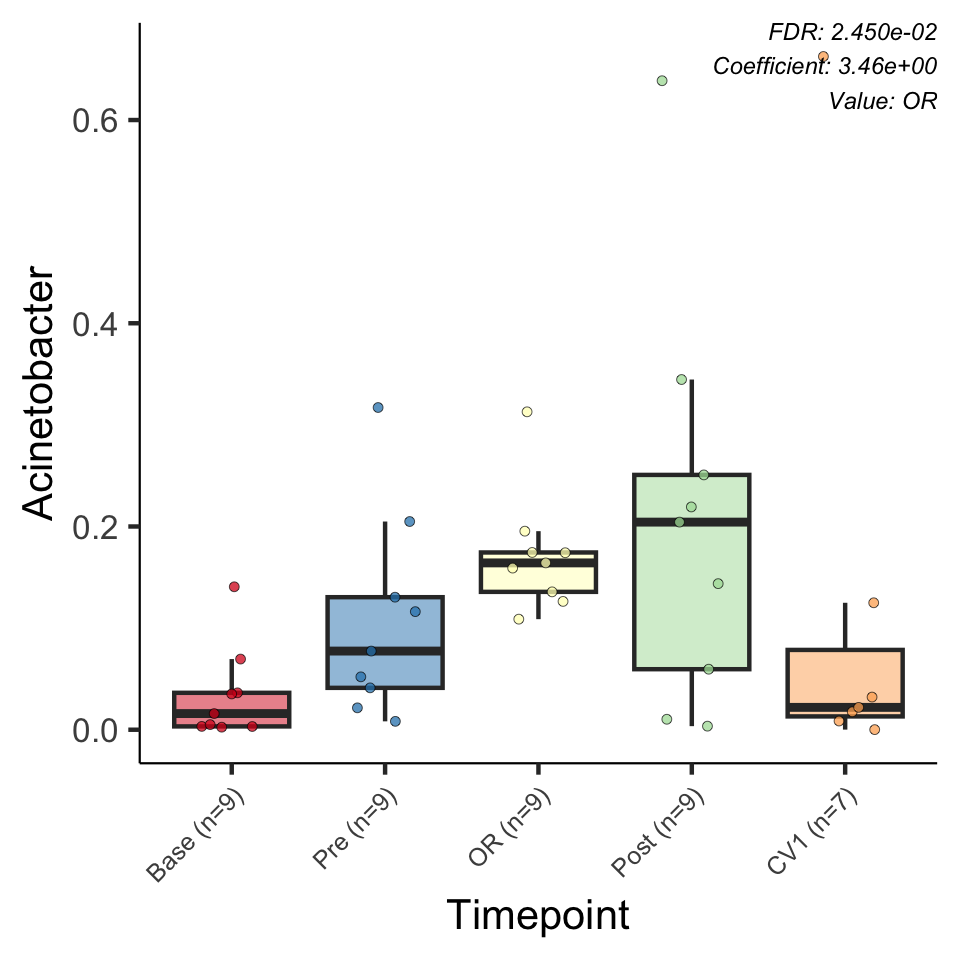 FDR: 2.450e-02
Coefficient: 3.46e+00
Value: OR
Acinetobacter
0.6
0.4
0.2
0.0
Base (n=9)
Pre (n=9)
OR (n=9)
Post (n=9)
CV1 (n=7)
Timepoint